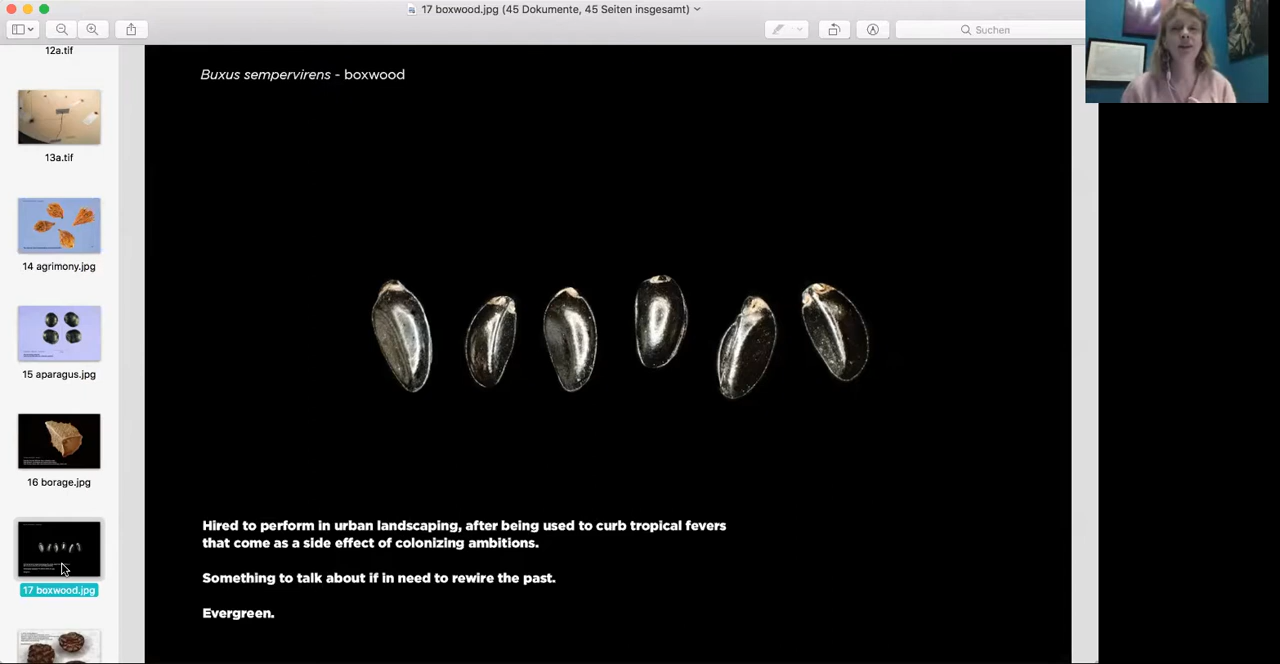 17 boxwood.jpg (45 Dokumente, 45 Seiten insgesamt)
Suchen
12a.tif
13a.tif
14 agrimony.jpg
15 aparagus.jpg
16 borage.jpg
17 boxwood.jpg
Buxus sempervirens - boxwood
Hired to perform in urban landscaping, after being used to curb tropical fevers
that come as a side effect of colonizing ambitions.
Something to talk about if in need to rewire the past.
Evergreen.